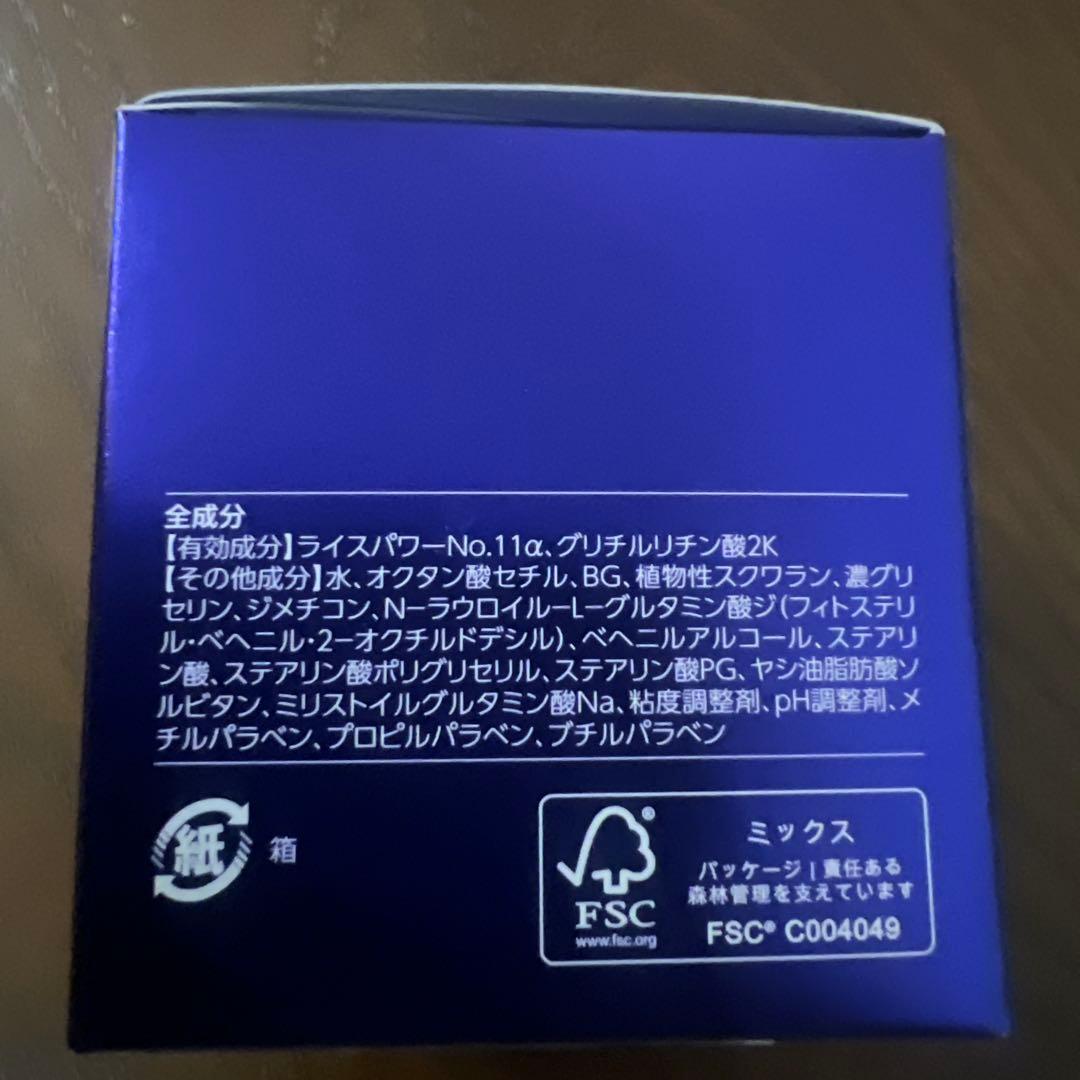 全成分
【有効成分】ライスパワーNo.11α、グリチルリチン酸2K
【その他成分】水、オクタン酸セチル、BG、植物性スクワラン、濃グリ
セリン、ジメチコン、N−ラウロイル−L−グルタミン酸ジ(フィトステリ
ル・ベヘニル・2−オクチルドデシル)、ベヘニルアルコール、ステアリ
ン酸、ステアリン酸ポリグリセリル、ステアリン酸PG、ヤシ油脂肪酸ソ
ルビタン、ミリストイルグルタミン酸Na、粘度調整剤、pH調整剤、メ
チルパラベン、プロピルパラベン、ブチルパラベン
紙
箱
FSC
www.fsc.org
ミックス
パッケージ|責任ある
森林管理を支えています
FSC® C004049